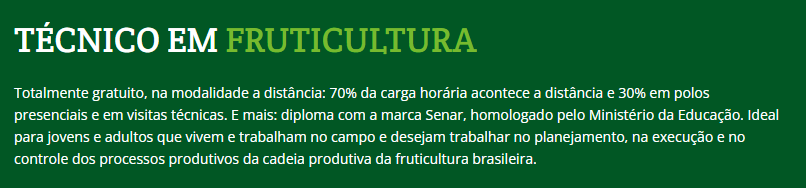 TÉCNICO EM FRUTICULTURA
Totalmente gratuito, na modalidade a distância: 70% da carga horária acontece a distância e 30% em polos
presenciais e em visitas técnicas. E mais: diploma com a marca Senar, homologado pelo Ministério da Educação. Ideal
para jovens e adultos que vivem e trabalham no campo e desejam trabalhar no planejamento, na execução e no
controle dos processos produtivos da cadeia produtiva da fruticultura brasileira.